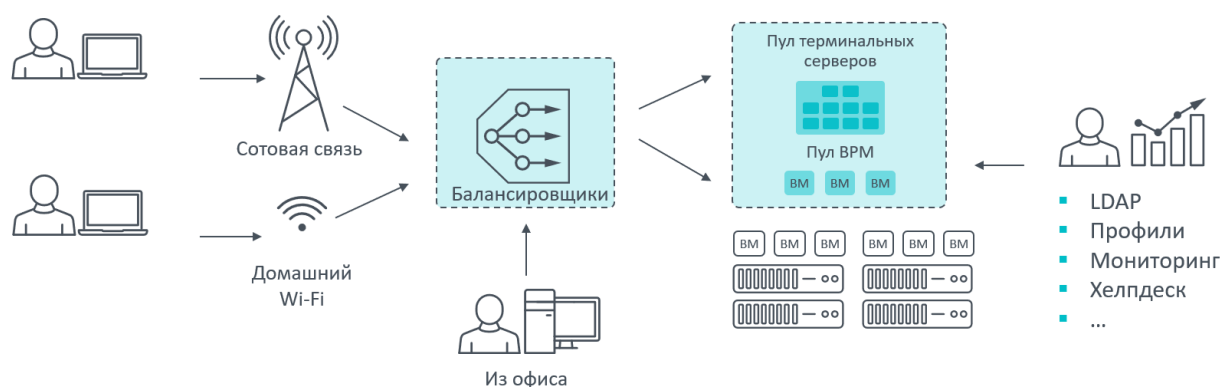 Сотовая связь
Домашний
Wi-Fi
Балансировщики
Из офиса
Пул терминальных
серверов
Пул ВРМ
ВМ ВМ ВМ
ВМ ВМ ВМ ВМ ВМ ВМ
LDAP
Профили
Мониторинг
Хелпдеск
...